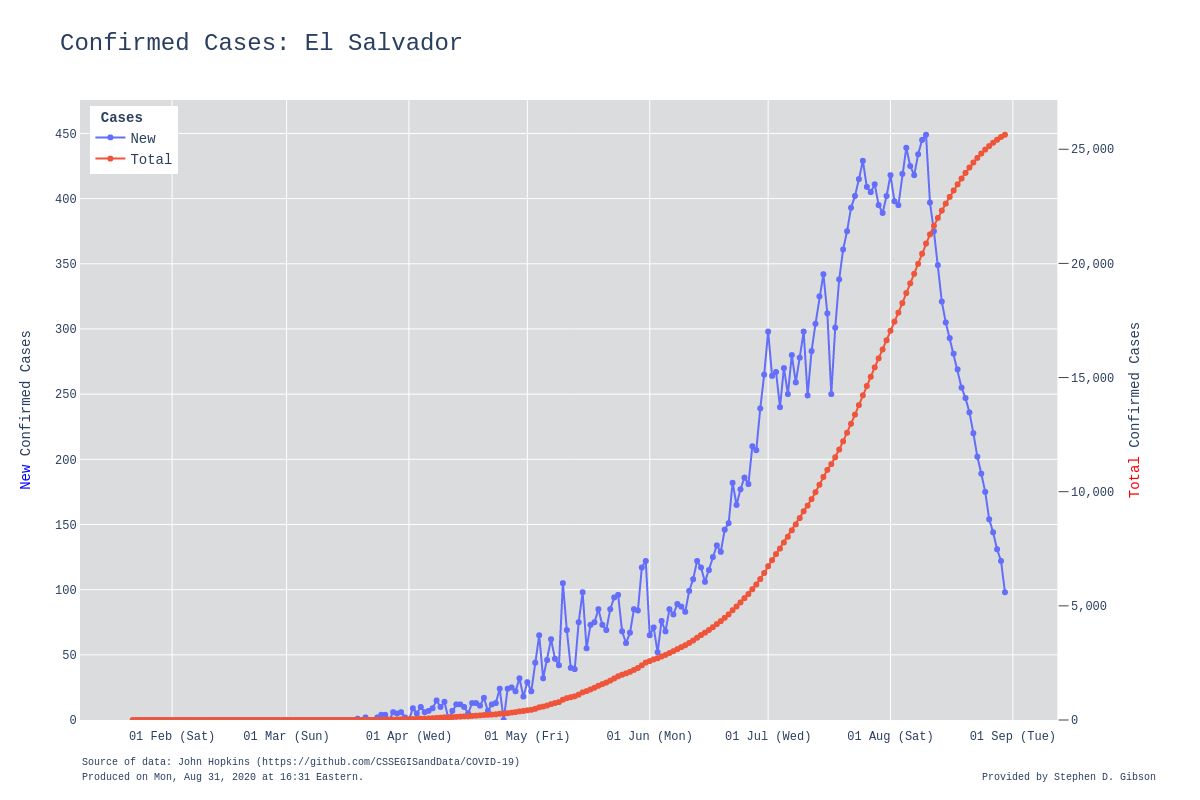 Confirmed Cases: El Salvador
Cases
New
Total
450
400
350
300
250
200
150
100
50
0
New Confirmed Cases
25,000
20,000
15,000
10,000
5,000
0
Total Confirmed Cases
01 Feb (Sat)
01 Mar (Sun)
01 Apr (Wed)
01 May (Fri)
01 Jun (Mon)
01 Jul (Wed)
01 Aug (Sat)
01 Sep (Tue)
Source of data: John Hopkins (https://github.com/CSSEGISandData/COVID-19)
Produced on Mon, Aug 31, 2020 at 16:31 Eastern.
Provided by Stephen D. Gibson